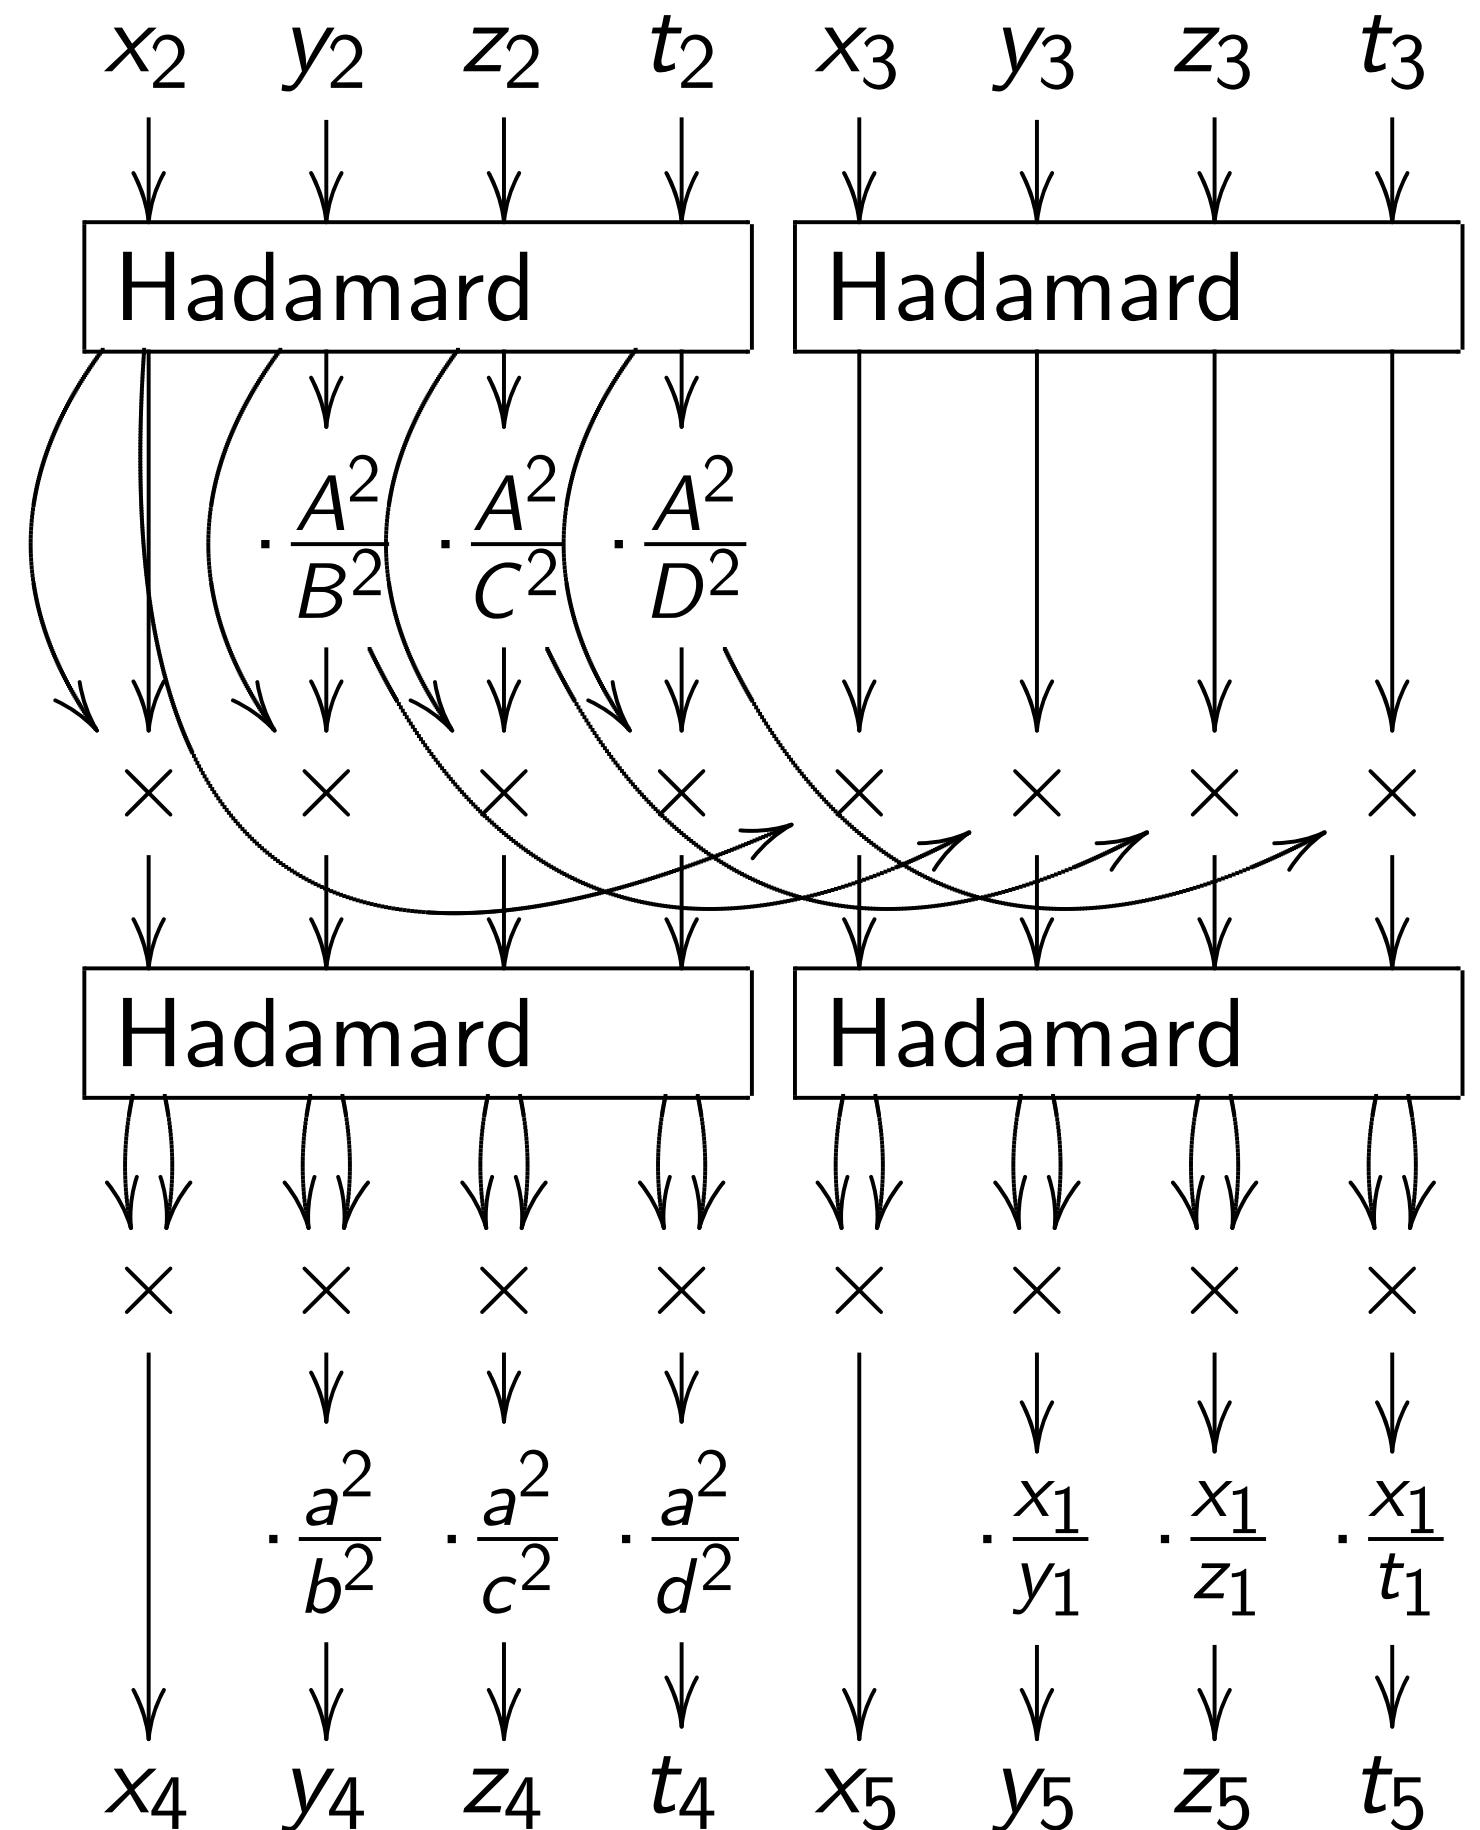 x₂ y₂ z₂ t₂ x₃ y₃ z₃ t₃
Hadamard Hadamard
· A²/B² · A²/C² · A²/D²
× × × × × × × ×
Hadamard Hadamard
× × × × × × × ×
· a²/b² · a²/c² · a²/d² · x₁/y₁ · x₁/z₁ · x₁/t₁
x₄ y₄ z₄ t₄ x₅ y₅ z₅ t₅